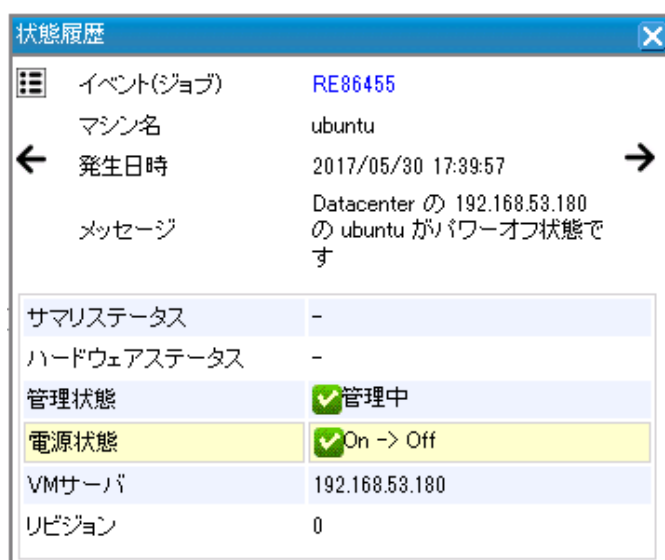 状態履歴
イベント(ジョブ) RE86455
マシン名 ubuntu
発生日時 2017/05/30 17:39:57
メッセージ Datacenter の 192.168.53.180
の ubuntu がパワーオフ状態で
す
サマリステータス -
ハードウェアステータス -
管理状態 管理中
電源状態 On -> Off
VMサーバ 192.168.53.180
リビジョン 0